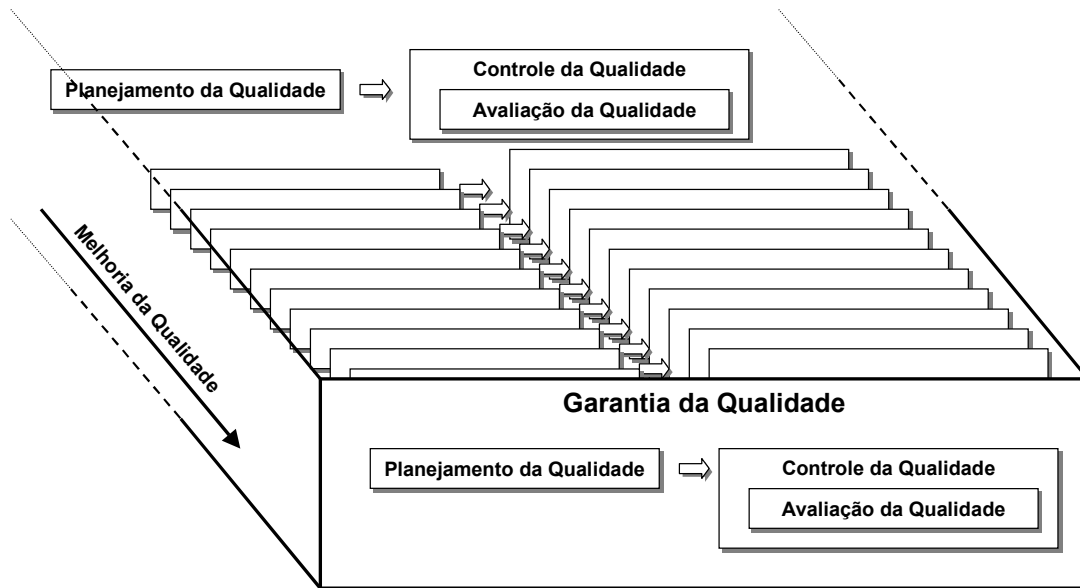 Planejamento da Qualidade
Controle da Qualidade
Avaliação da Qualidade
Melhoria da Qualidade
Garantia da Qualidade
Planejamento da Qualidade
Controle da Qualidade
Avaliação da Qualidade